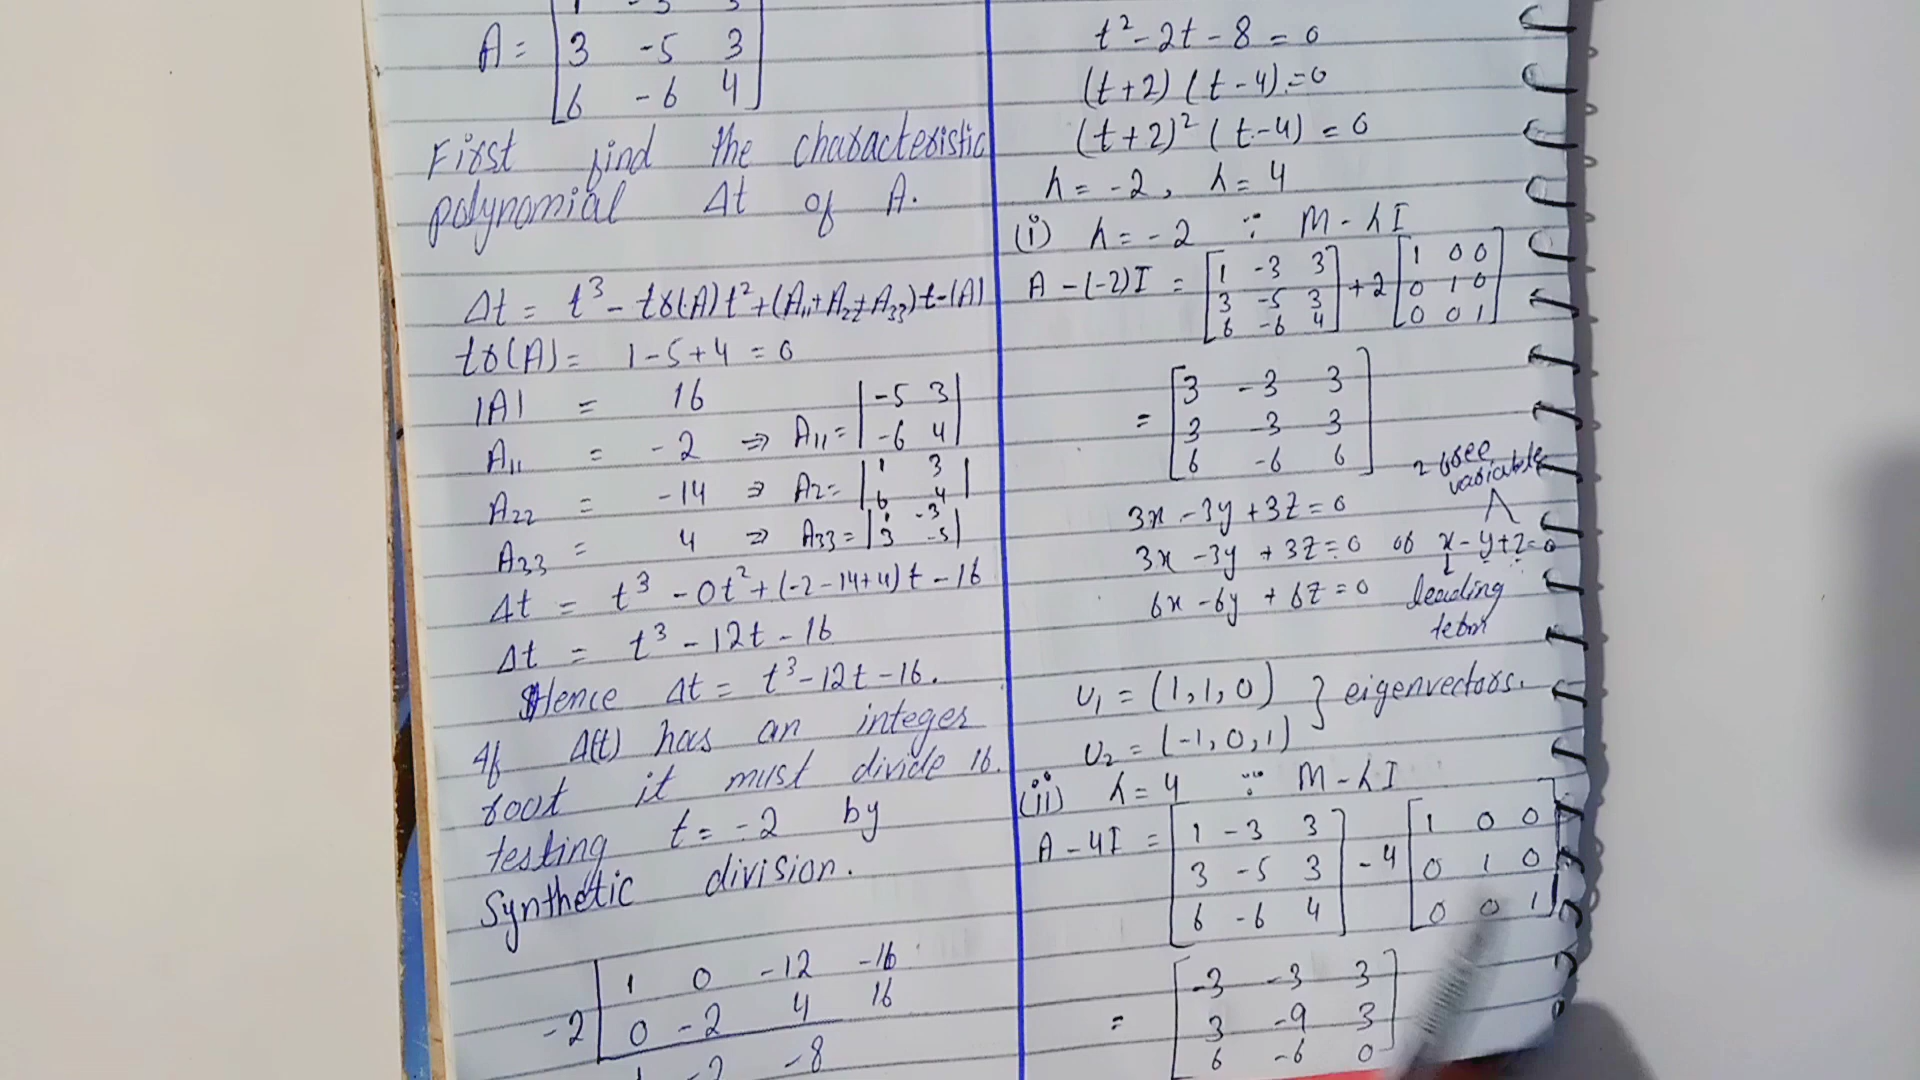 1 -3 3
A = 3 -5 3
6 -6 4
First find the characteristic
polynomial Δt of A.
Δt = t³ - tr(A)t² + (A₁₁+A₂₂+A₃₃)t - |A|
tr(A) = 1-5+4 = 0
|A| = 16
A₁₁ = -2 ⇒ A₁₁ = |-5 3|
|-6 4|
A₂₂ = -14 ⇒ A₂ = |1 3|
|6 4|
A₃₃ = 4 ⇒ A₃₃ = |1 -3|
|3 -5|
Δt = t³ - 0t² + (-2-14+4)t - 16
Δt = t³ - 12t - 16
Hence Δt = t³-12t-16.
If Δ(t) has an integer
root it must divide 16.
testing t = -2 by
Synthetic division.
1 0 -12 -16
-2 0 -2 4 16
1 -2 -8
t² - 2t - 8 = 0
(t+2)(t-4) = 0
(t+2)²(t-4) = 0
λ = -2, λ = 4
(i) λ = -2 ∵ M-λI
A-(-2)I = [1 -3 3] + 2 [1 0 0]
[3 -5 3] [0 1 0]
[6 -6 4] [0 0 1]
= [3 -3 3]
[3 -3 3]
[6 -6 6]
2 free
variable
3x - 3y + 3z = 0
3x - 3y + 3z = 0 or x-y+z=0
6x - 6y + 6z = 0 leading
term
U₁ = (1,1,0) } eigenvectors.
U₂ = (-1,0,1)
(ii) λ = 4 ∵ M-λI
A-4I = [1 -3 3] - 4 [1 0 0]
[3 -5 3] [0 1 0]
[6 -6 4] [0 0 1]
= [-3 -3 3]
[3 -9 3]
[6 -6 0]